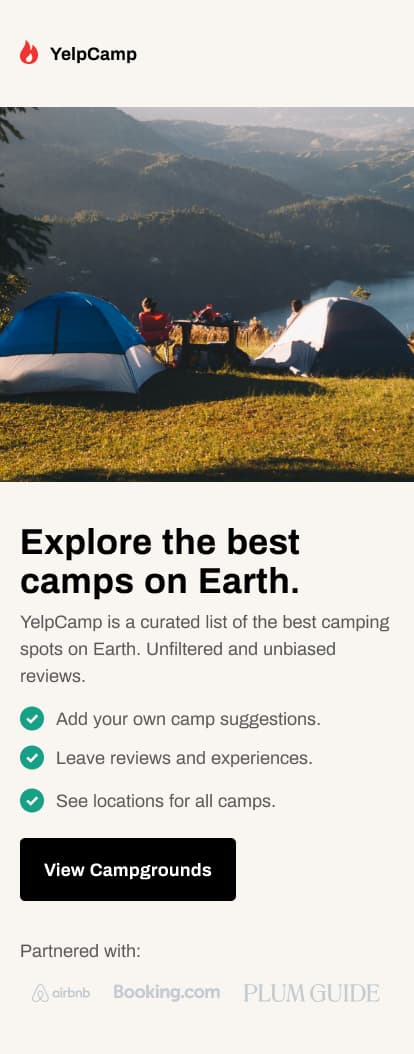 YelpCamp
Explore the best
camps on Earth.
YelpCamp is a curated list of the best camping
spots on Earth. Unfiltered and unbiased
reviews.
Add your own camp suggestions.
Leave reviews and experiences.
See locations for all camps.
View Campgrounds
Partnered with:
airbnb Booking.com PLUM GUIDE